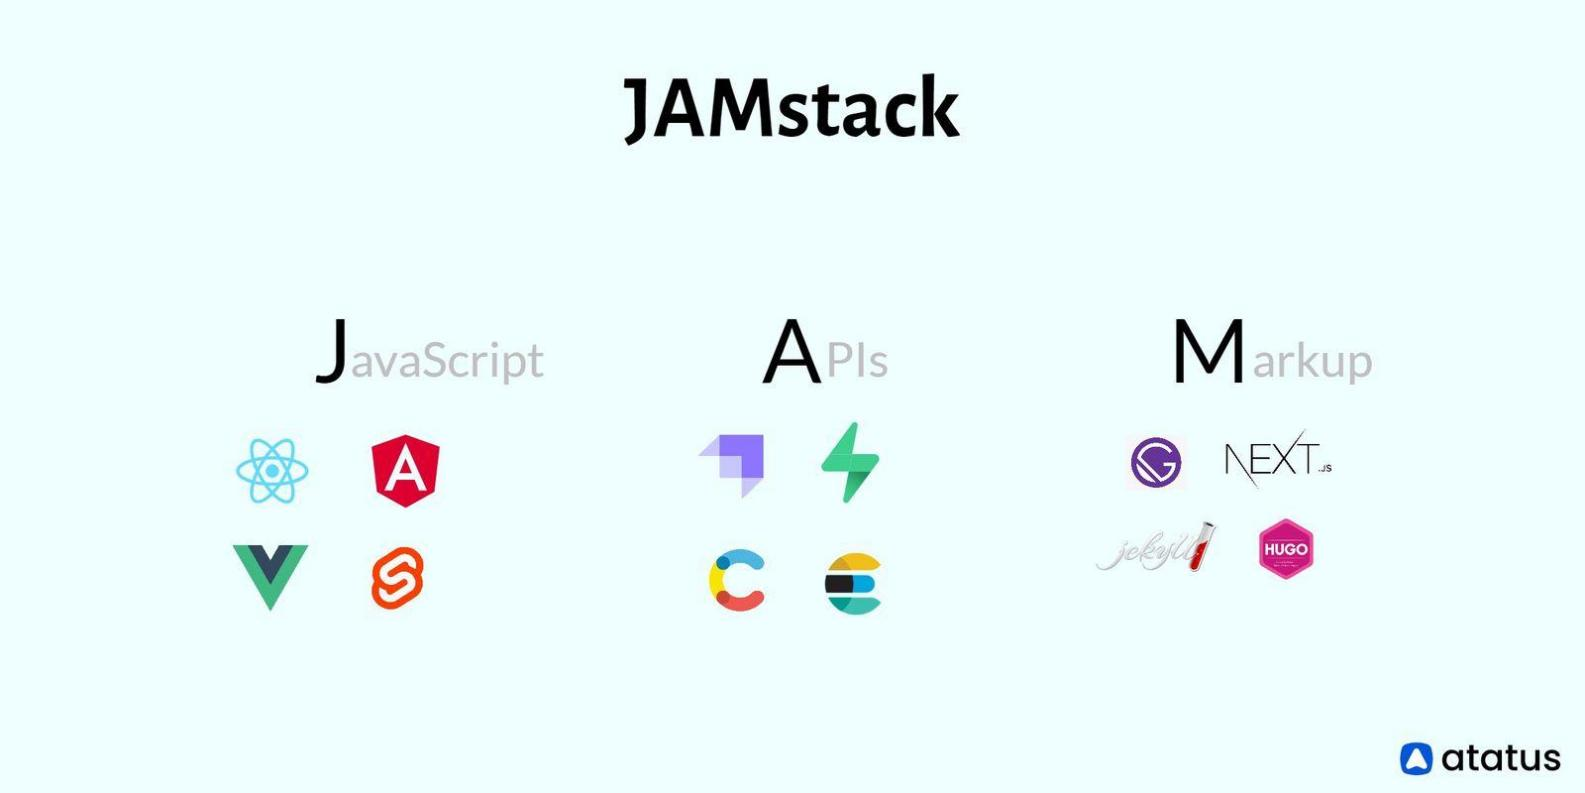 JAMstack
JavaScript
APIs
Markup
NEXT.JS
jekyll
HUGO
atatus